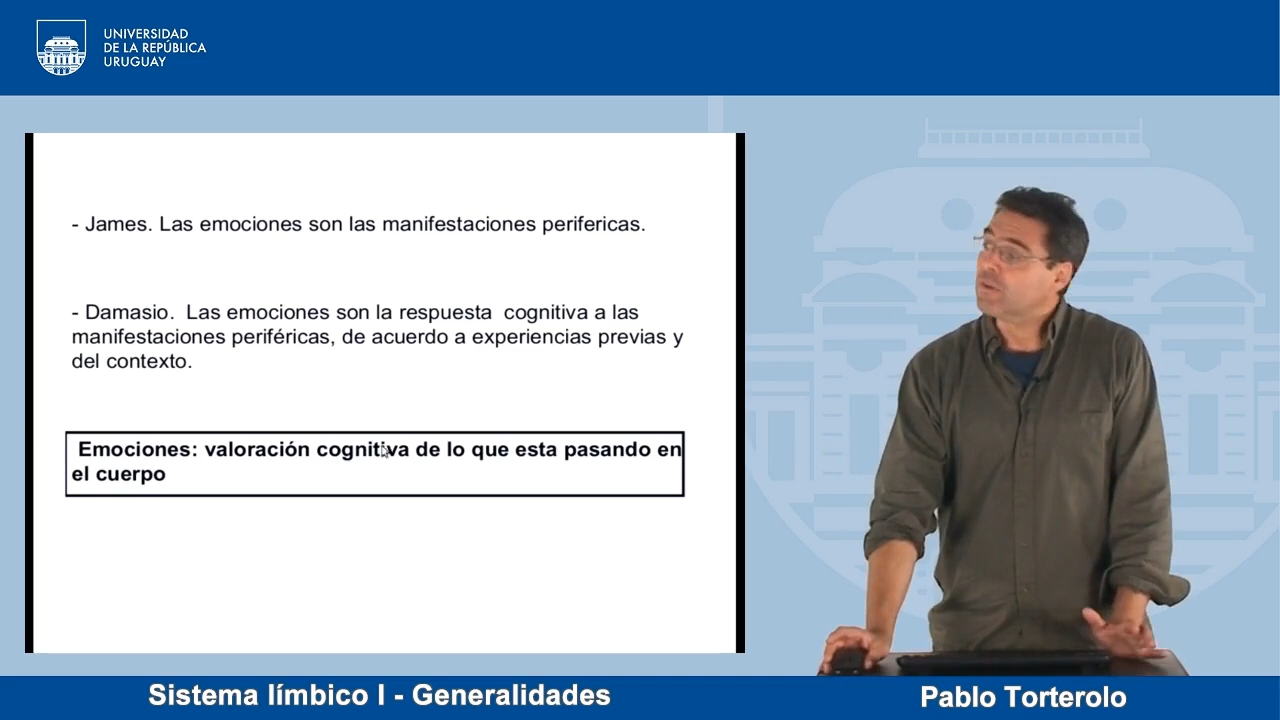 UNIVERSIDAD
DE LA REPÚBLICA
URUGUAY
- James. Las emociones son las manifestaciones perifericas.
- Damasio.  Las emociones son la respuesta  cognitiva a las
manifestaciones periféricas, de acuerdo a experiencias previas y
del contexto.
Emociones: valoración cognitiva de lo que esta pasando en
el cuerpo
Sistema límbico I - Generalidades
Pablo Torterolo